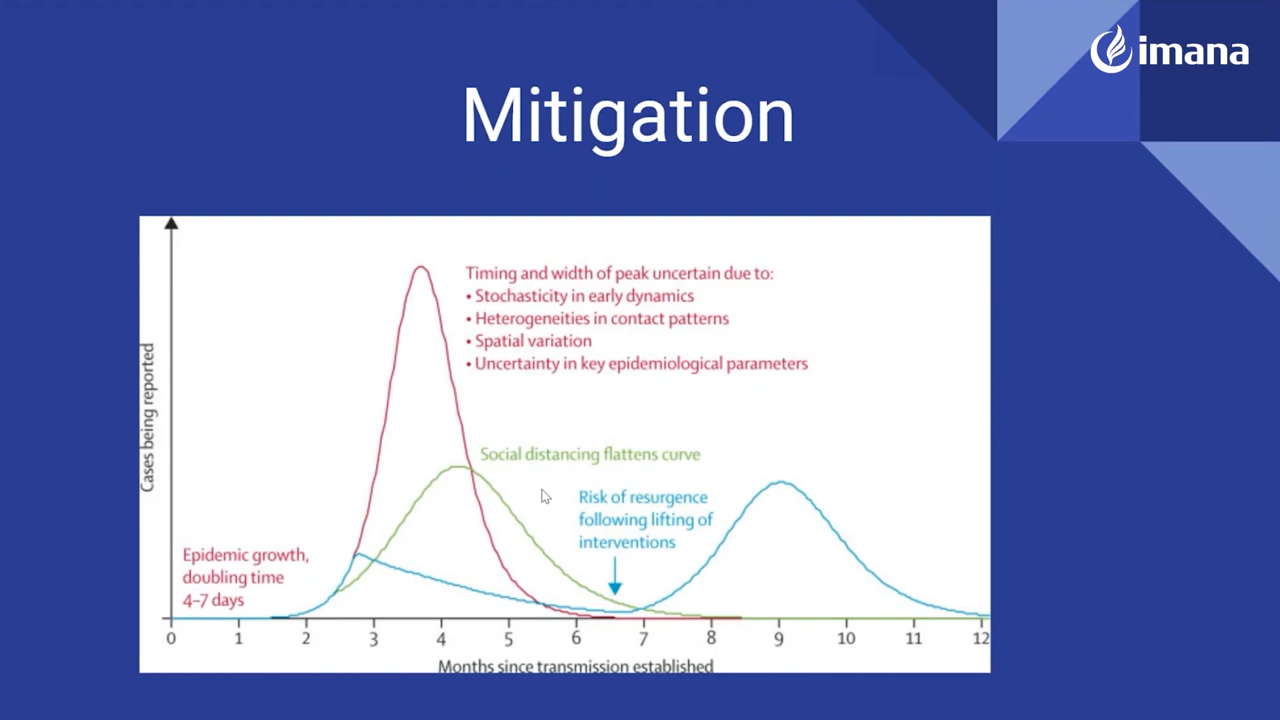 imana
Mitigation
Timing and width of peak uncertain due to:
• Stochasticity in early dynamics
• Heterogeneities in contact patterns
• Spatial variation
• Uncertainty in key epidemiological parameters
Cases being reported
Social distancing flattens curve
Risk of resurgence
following lifting of
interventions
Epidemic growth,
doubling time
4–7 days
0 1 2 3 4 5 6 7 8 9 10 11 12
Months since transmission established